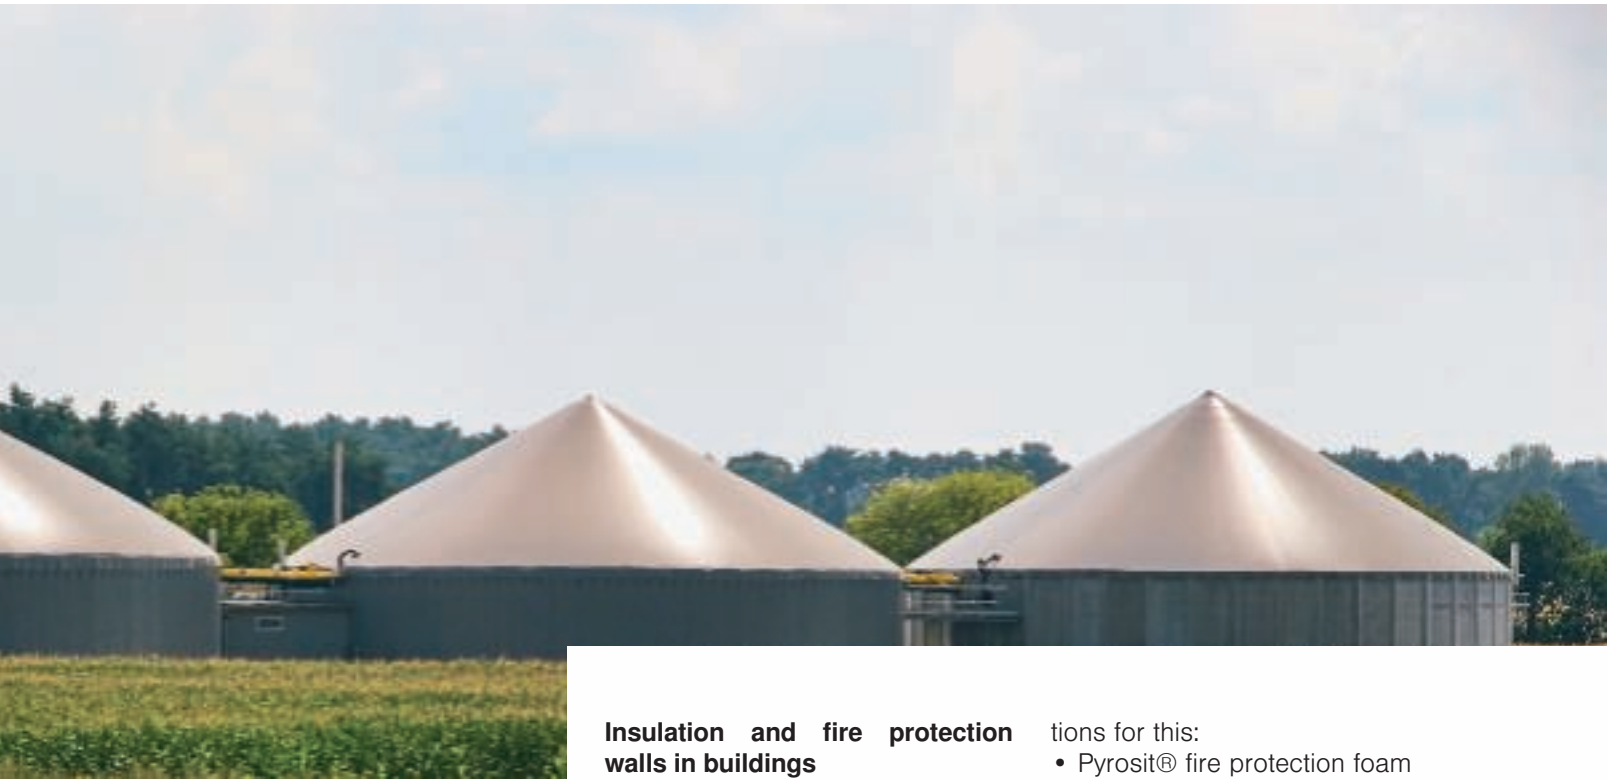 Insulation and fire protection
walls in buildings
tions for this:
• Pyrosit® fire protection foam